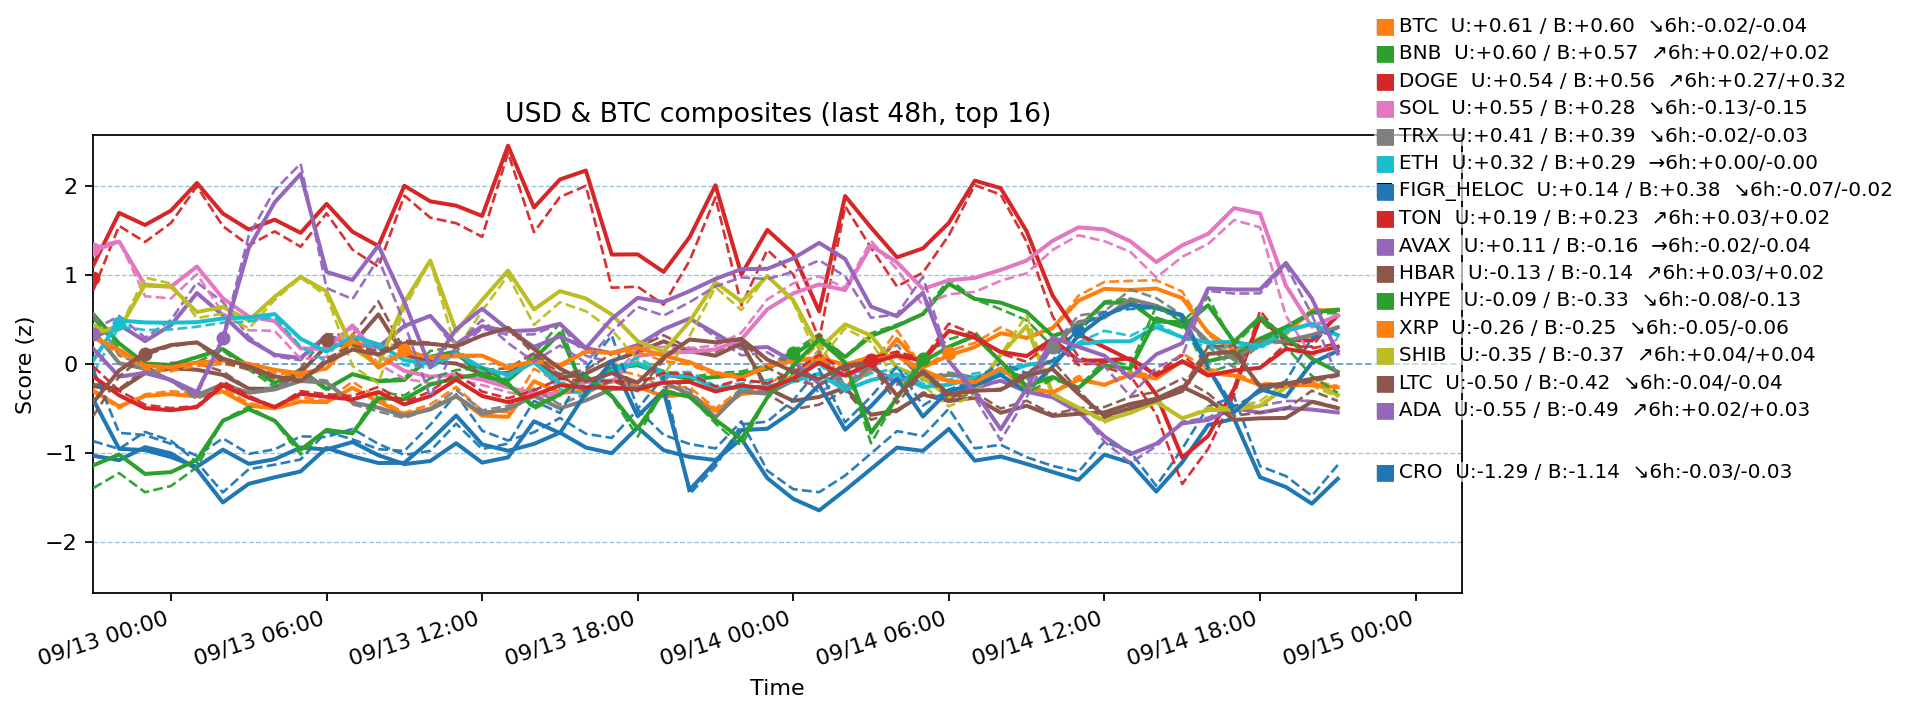 BTC  U:+0.61 / B:+0.60  ↘6h:-0.02/-0.04
BNB  U:+0.60 / B:+0.57  ↗6h:+0.02/+0.02
DOGE  U:+0.54 / B:+0.56  ↗6h:+0.27/+0.32
SOL  U:+0.55 / B:+0.28  ↘6h:-0.13/-0.15
TRX  U:+0.41 / B:+0.39  ↘6h:-0.02/-0.03
ETH  U:+0.32 / B:+0.29  →6h:+0.00/-0.00
FIGR_HELOC  U:+0.14 / B:+0.38  ↘6h:-0.07/-0.02
TON  U:+0.19 / B:+0.23  ↗6h:+0.03/+0.02
AVAX  U:+0.11 / B:-0.16  →6h:-0.02/-0.04
HBAR  U:-0.13 / B:-0.14  ↗6h:+0.03/+0.02
HYPE  U:-0.09 / B:-0.33  ↘6h:-0.08/-0.13
XRP  U:-0.26 / B:-0.25  ↘6h:-0.05/-0.06
SHIB  U:-0.35 / B:-0.37  ↗6h:+0.04/+0.04
LTC  U:-0.50 / B:-0.42  ↘6h:-0.04/-0.04
ADA  U:-0.55 / B:-0.49  ↗6h:+0.02/+0.03
CRO  U:-1.29 / B:-1.14  ↘6h:-0.03/-0.03
USD & BTC composites (last 48h, top 16)
Score (z)
2
1
0
−1
−2
09/13 00:00
09/13 06:00
09/13 12:00
09/13 18:00
09/14 00:00
09/14 06:00
09/14 12:00
09/14 18:00
09/15 00:00
Time